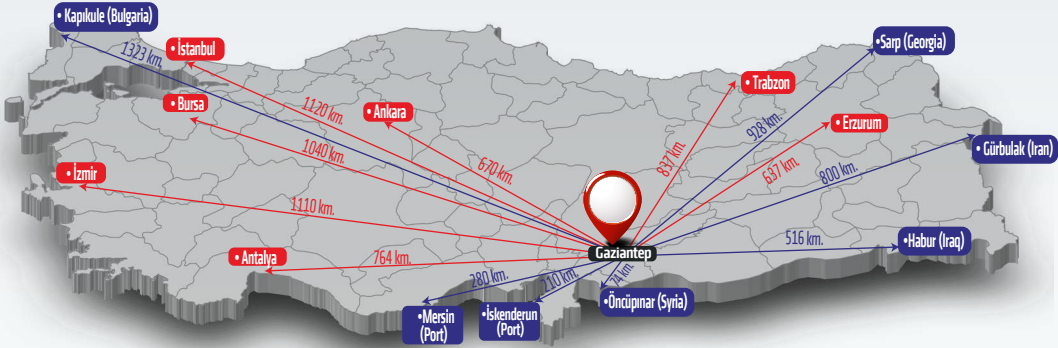 • Kapıkule (Bulgaria)
1323 km.
• İstanbul
1120 km.
• Bursa
1040 km.
• Ankara
670 km.
• İzmir
1110 km.
• Antalya
764 km.
•Mersin
(Port)
280 km.
•İskenderun
(Port)
210 km.
•Öncüpınar (Syria)
74 km.
Gaziantep
• Trabzon
837 km.
•Sarp (Georgia)
928 km.
• Erzurum
637 km.
• Gürbulak (Iran)
800 km.
•Habur (Iraq)
516 km.